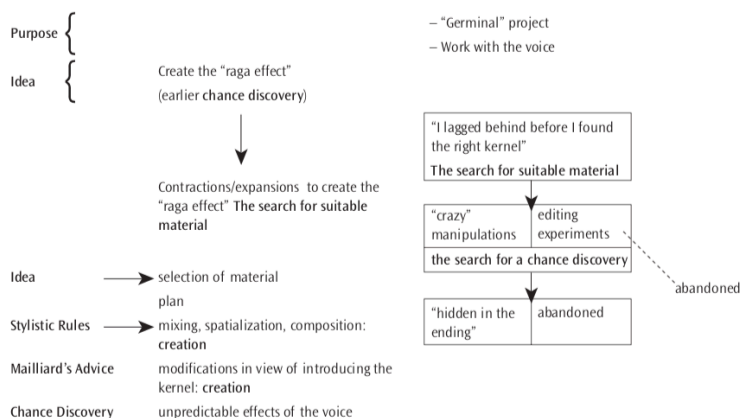 Purpose
– “Germinal” project
– Work with the voice
Idea
Create the “raga effect”
(earlier chance discovery)
Contractions/expansions to create the
“raga effect” The search for suitable
material
“I lagged behind before I found
the right kernel”
The search for suitable material
“crazy”
manipulations
editing
experiments
the search for a chance discovery
abandoned
“hidden in the
ending”
abandoned
Idea
selection of material
plan
Stylistic Rules
mixing, spatialization, composition:
creation
Mailliard’s Advice
modifications in view of introducing the
kernel: creation
Chance Discovery
unpredictable effects of the voice